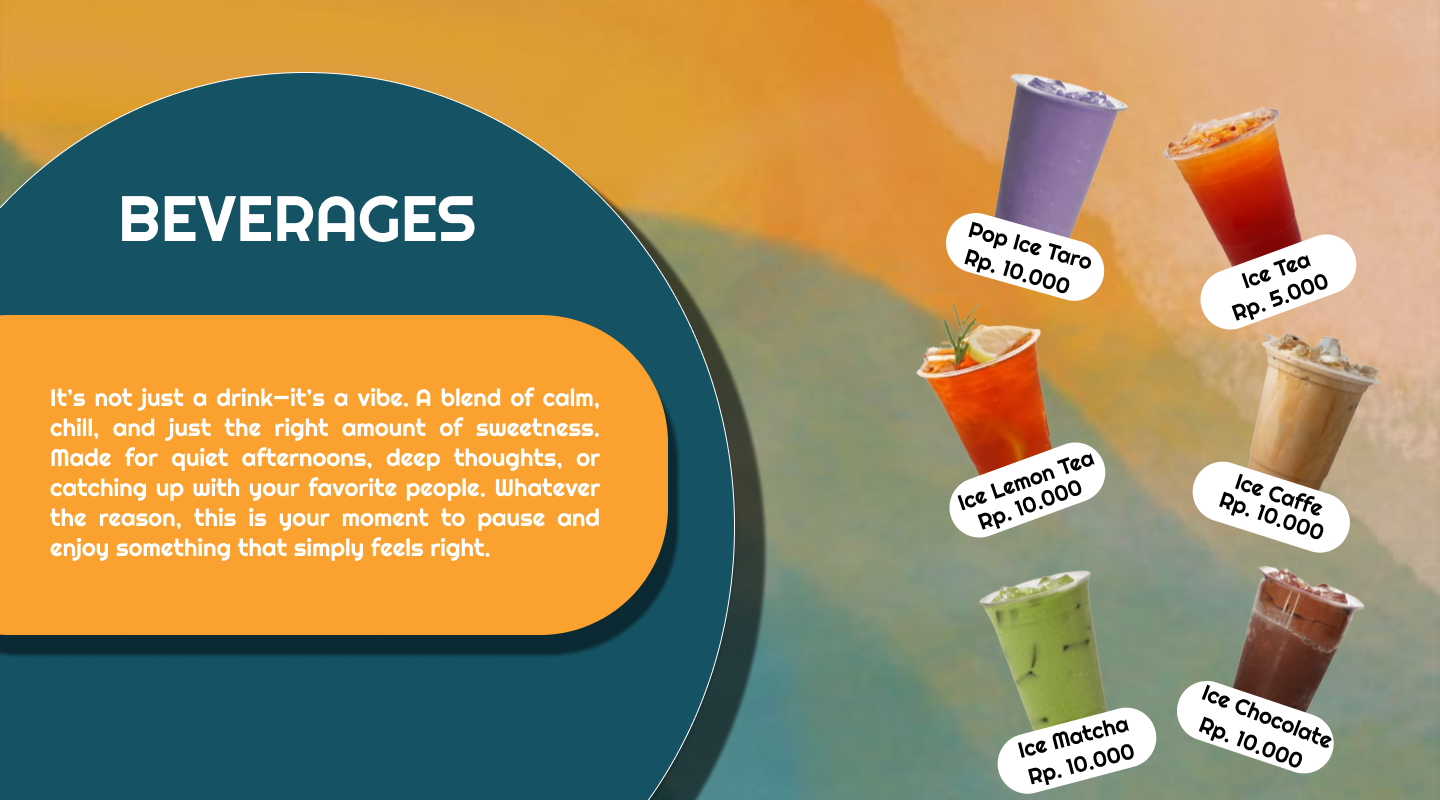 BEVERAGES
It's not just a drink—it's a vibe. A blend of calm,
chill, and just the right amount of sweetness.
Made for quiet afternoons, deep thoughts, or
catching up with your favorite people. Whatever
the reason, this is your moment to pause and
enjoy something that simply feels right.
Pop Ice Taro
Rp. 10.000
Ice Tea
Rp. 5.000
Ice Lemon Tea
Rp. 10.000
Ice Caffe
Rp. 10.000
Ice Matcha
Rp. 10.000
Ice Chocolate
Rp. 10.000